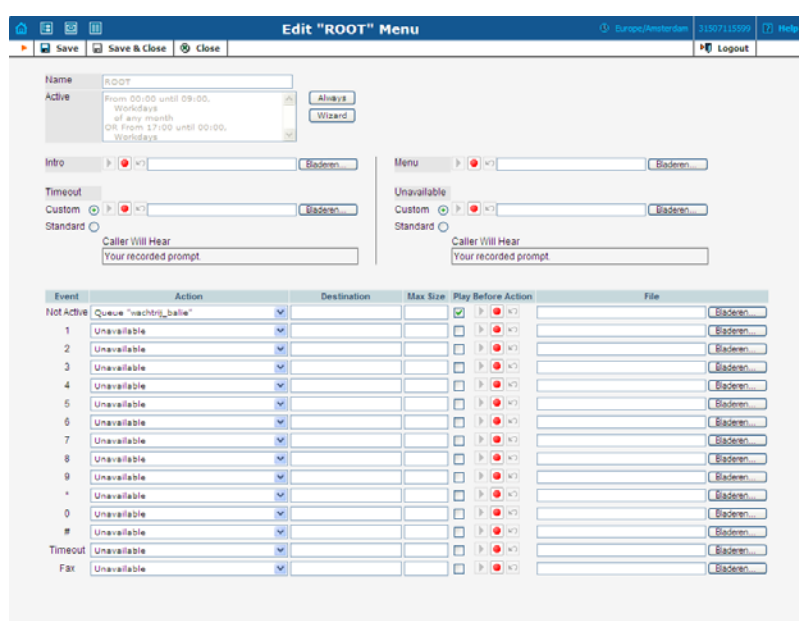 Edit "ROOT" Menu
Europe/Amsterdam 31507115599 Help
Save Save & Close Close Logout
Name ROOT
Active From 00:00 until 09:00,
Workdays
of any month
OR From 17:00 until 00:00,
Workdays
Always
Wizard
Intro Bladeren... Menu Bladeren...
Timeout Unavailable
Custom Bladeren... Custom Bladeren...
Standard Standard
Caller Will Hear Caller Will Hear
Your recorded prompt. Your recorded prompt.
Event Action Destination Max Size Play Before Action File
Not Active Queue "wachtrij_balie" Bladeren...
1 Unavailable Bladeren...
2 Unavailable Bladeren...
3 Unavailable Bladeren...
4 Unavailable Bladeren...
5 Unavailable Bladeren...
6 Unavailable Bladeren...
7 Unavailable Bladeren...
8 Unavailable Bladeren...
9 Unavailable Bladeren...
* Unavailable Bladeren...
0 Unavailable Bladeren...
# Unavailable Bladeren...
Timeout Unavailable Bladeren...
Fax Unavailable Bladeren...